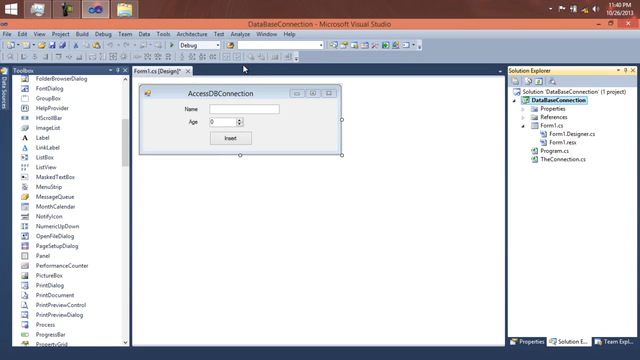 11:40 PM
10/26/2013
DataBaseConnection - Microsoft Visual Studio
File Edit View Project Build Debug Team Data Tools Architecture Test Analyze Window Help
Debug
Data Sources
Toolbox
FolderBrowserDialog
FontDialog
GroupBox
HelpProvider
HScrollBar
ImageList
Label
LinkLabel
ListBox
ListView
MaskedTextBox
MenuStrip
MessageQueue
MonthCalendar
NotifyIcon
NumericUpDown
OpenFileDialog
PageSetupDialog
Panel
PerformanceCounter
PictureBox
PrintDialog
PrintDocument
PrintPreviewControl
PrintPreviewDialog
Process
ProgressBar
PropertyGrid
Form1.cs [Design]*
AccessDBConnection
Name
Age 0
Insert
Solution Explorer
Solution 'DataBaseConnection' (1 project)
DataBaseConnection
Properties
References
Form1.cs
Form1.Designer.cs
Form1.resx
Program.cs
TheConnection.cs
Properties Solution E... Team Expl...